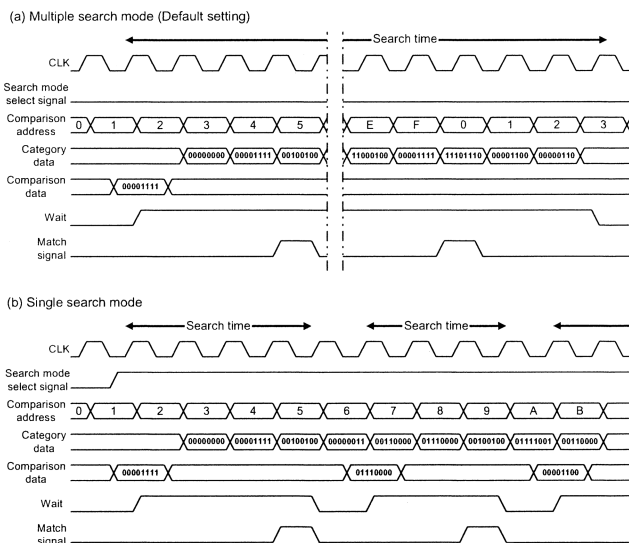 (a) Multiple search mode (Default setting)
Search time
CLK
Search mode
select signal
Comparison
address
0 1 2 3 4 5 E F 0 1 2 3
Category
data
00000000 00001111 00100100 11000100 00001111 11101110 00001100 00000110
Comparison
data
00001111
Wait
Match
signal
(b) Single search mode
Search time Search time
CLK
Search mode
select signal
Comparison
address
0 1 2 3 4 5 6 7 8 9 A B
Category
data
00000000 00001111 00100100 00000011 00110000 01110000 00100100 01111001 00110000
Comparison
data
00001111 01110000 00001100
Wait
Match
signal